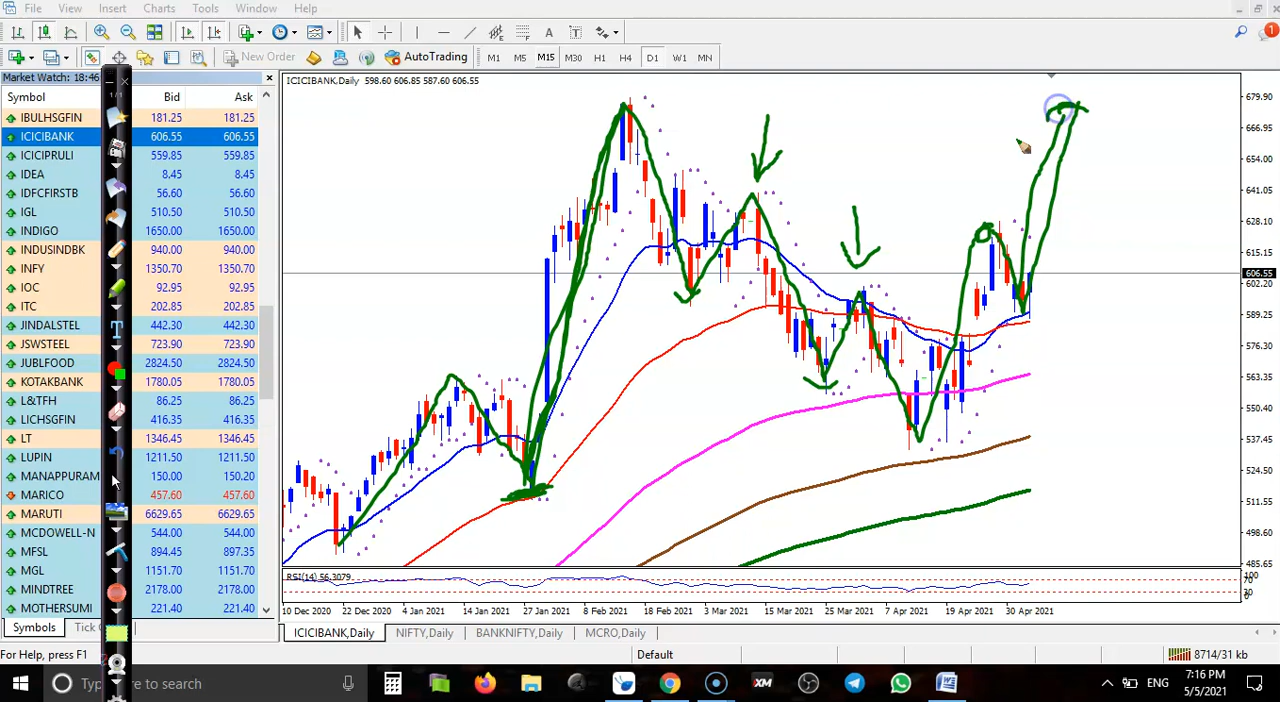 File View Insert Charts Tools Window Help
A T
New Order AutoTrading M1 M5 M15 M30 H1 H4 D1 W1 MN
1
Market Watch: 18:46
Symbol Bid Ask
IBULHSGFIN 181.25 181.25
ICICIBANK 606.55 606.55
ICICIPRULI 559.85 559.85
IDEA 8.45 8.45
IDFCFIRSTB 56.60 56.60
IGL 510.50 510.50
INDIGO 1650.00 1650.00
INDUSINDBK 940.00 940.00
INFY 1350.70 1350.70
IOC 92.95 92.95
ITC 202.85 202.85
JINDALSTEL 442.30 442.30
JSWSTEEL 723.90 723.90
JUBLFOOD 2824.50 2824.50
KOTAKBANK 1780.05 1780.05
L&TFH 86.25 86.25
LICHSGFIN 416.35 416.35
LT 1346.45 1346.45
LUPIN 1211.50 1211.50
MANAPPURAM 150.00 150.20
MARICO 457.60 457.60
MARUTI 6629.65 6629.65
MCDOWELL-N 544.00 544.00
MFSL 894.45 897.35
MGL 1151.70 1151.70
MINDTREE 2178.00 2178.00
MOTHERSUMI 221.40 221.40
Symbols Tick
1/1
T
ICICIBANK,Daily 598.60 606.85 587.60 606.55
679.90
666.95
654.00
641.05
628.10
615.15
606.55
602.20
589.25
576.30
563.35
550.40
537.45
524.50
511.55
498.60
485.65
RSI(14) 56.3079
100
70
30
0
10 Dec 2020 22 Dec 2020 4 Jan 2021 14 Jan 2021 27 Jan 2021 8 Feb 2021 18 Feb 2021 3 Mar 2021 15 Mar 2021 25 Mar 2021 7 Apr 2021 19 Apr 2021 30 Apr 2021
ICICIBANK,Daily NIFTY,Daily BANKNIFTY,Daily MCRO,Daily
For Help, press F1 Default 8714/31 kb
Type here to search XM W ENG 7:16 PM
5/5/2021